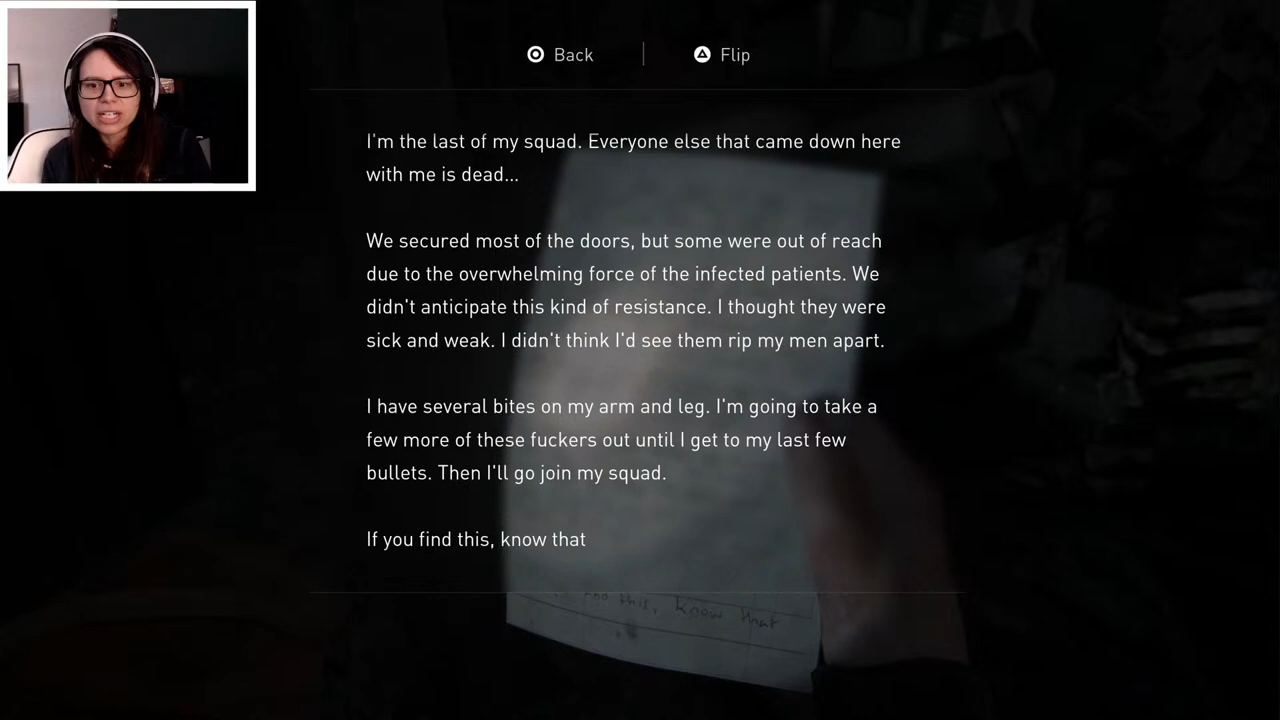 Back
Flip
I'm the last of my squad. Everyone else that came down here
with me is dead...
We secured most of the doors, but some were out of reach
due to the overwhelming force of the infected patients. We
didn't anticipate this kind of resistance. I thought they were
sick and weak. I didn't think I'd see them rip my men apart.
I have several bites on my arm and leg. I'm going to take a
few more of these fuckers out until I get to my last few
bullets. Then I'll go join my squad.
If you find this, know that
this, know that